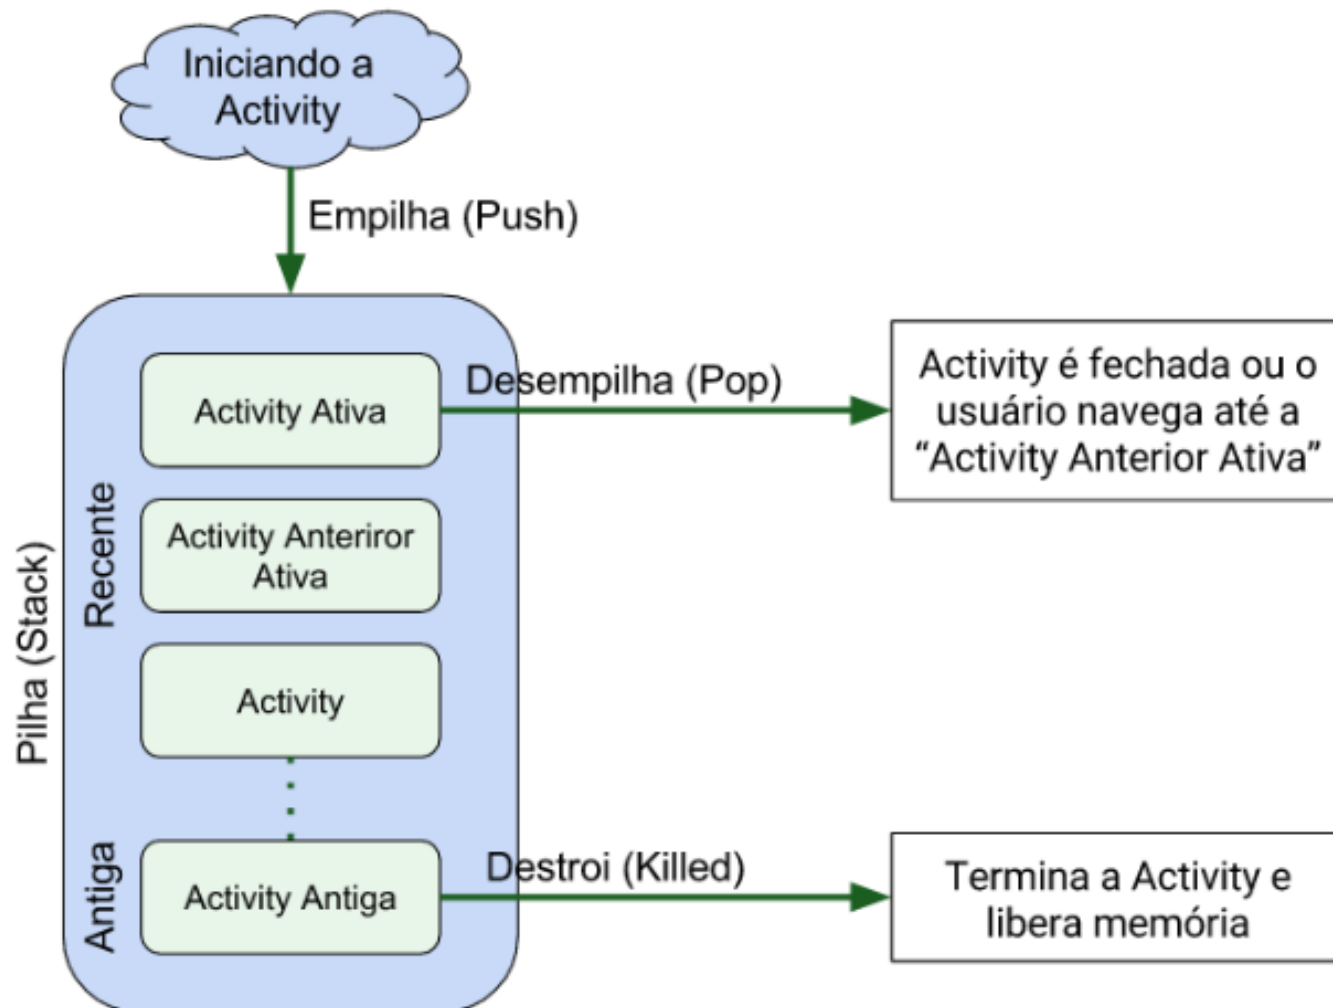 Iniciando a
Activity
Empilha (Push)
Pilha (Stack)
Recente
Activity Ativa
Desempilha (Pop)
Activity é fechada ou o
usuário navega até a
“Activity Anterior Ativa”
Activity Anteriror
Ativa
Activity
Antiga
Activity Antiga
Destroi (Killed)
Termina a Activity e
libera memória